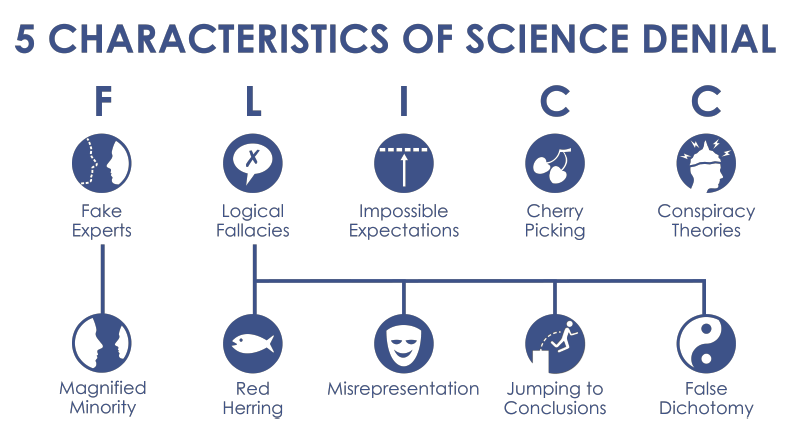 5 CHARACTERISTICS OF SCIENCE DENIAL
F L I C C
Fake
Experts
Logical
Fallacies
Impossible
Expectations
Cherry
Picking
Conspiracy
Theories
Magnified
Minority
Red
Herring
Misrepresentation
Jumping to
Conclusions
False
Dichotomy